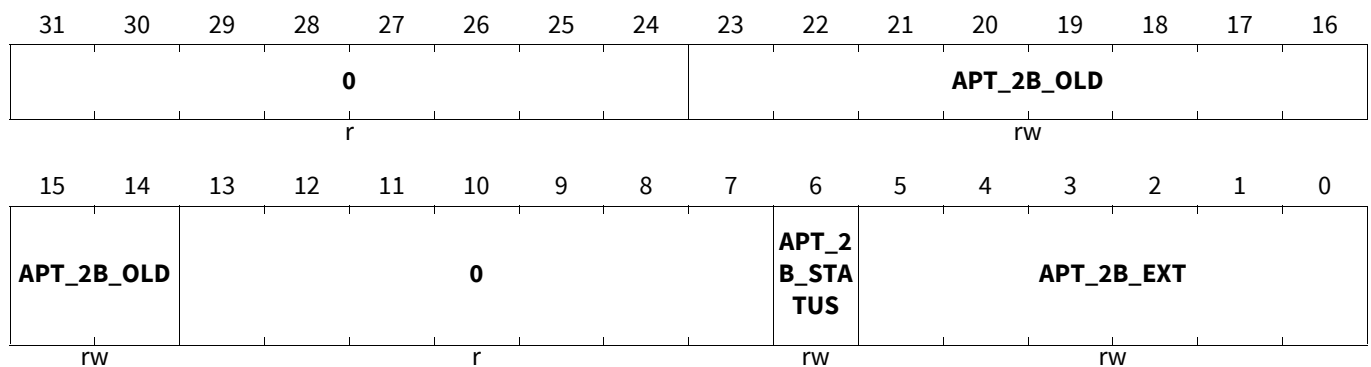 31 30 29 28 27 26 25 24 23 22 21 20 19 18 17 16
0 APT_2B_OLD
r rw
15 14 13 12 11 10 9 8 7 6 5 4 3 2 1 0
APT_2B_OLD 0 APT_2
B_STA
TUS APT_2B_EXT
rw r rw rw